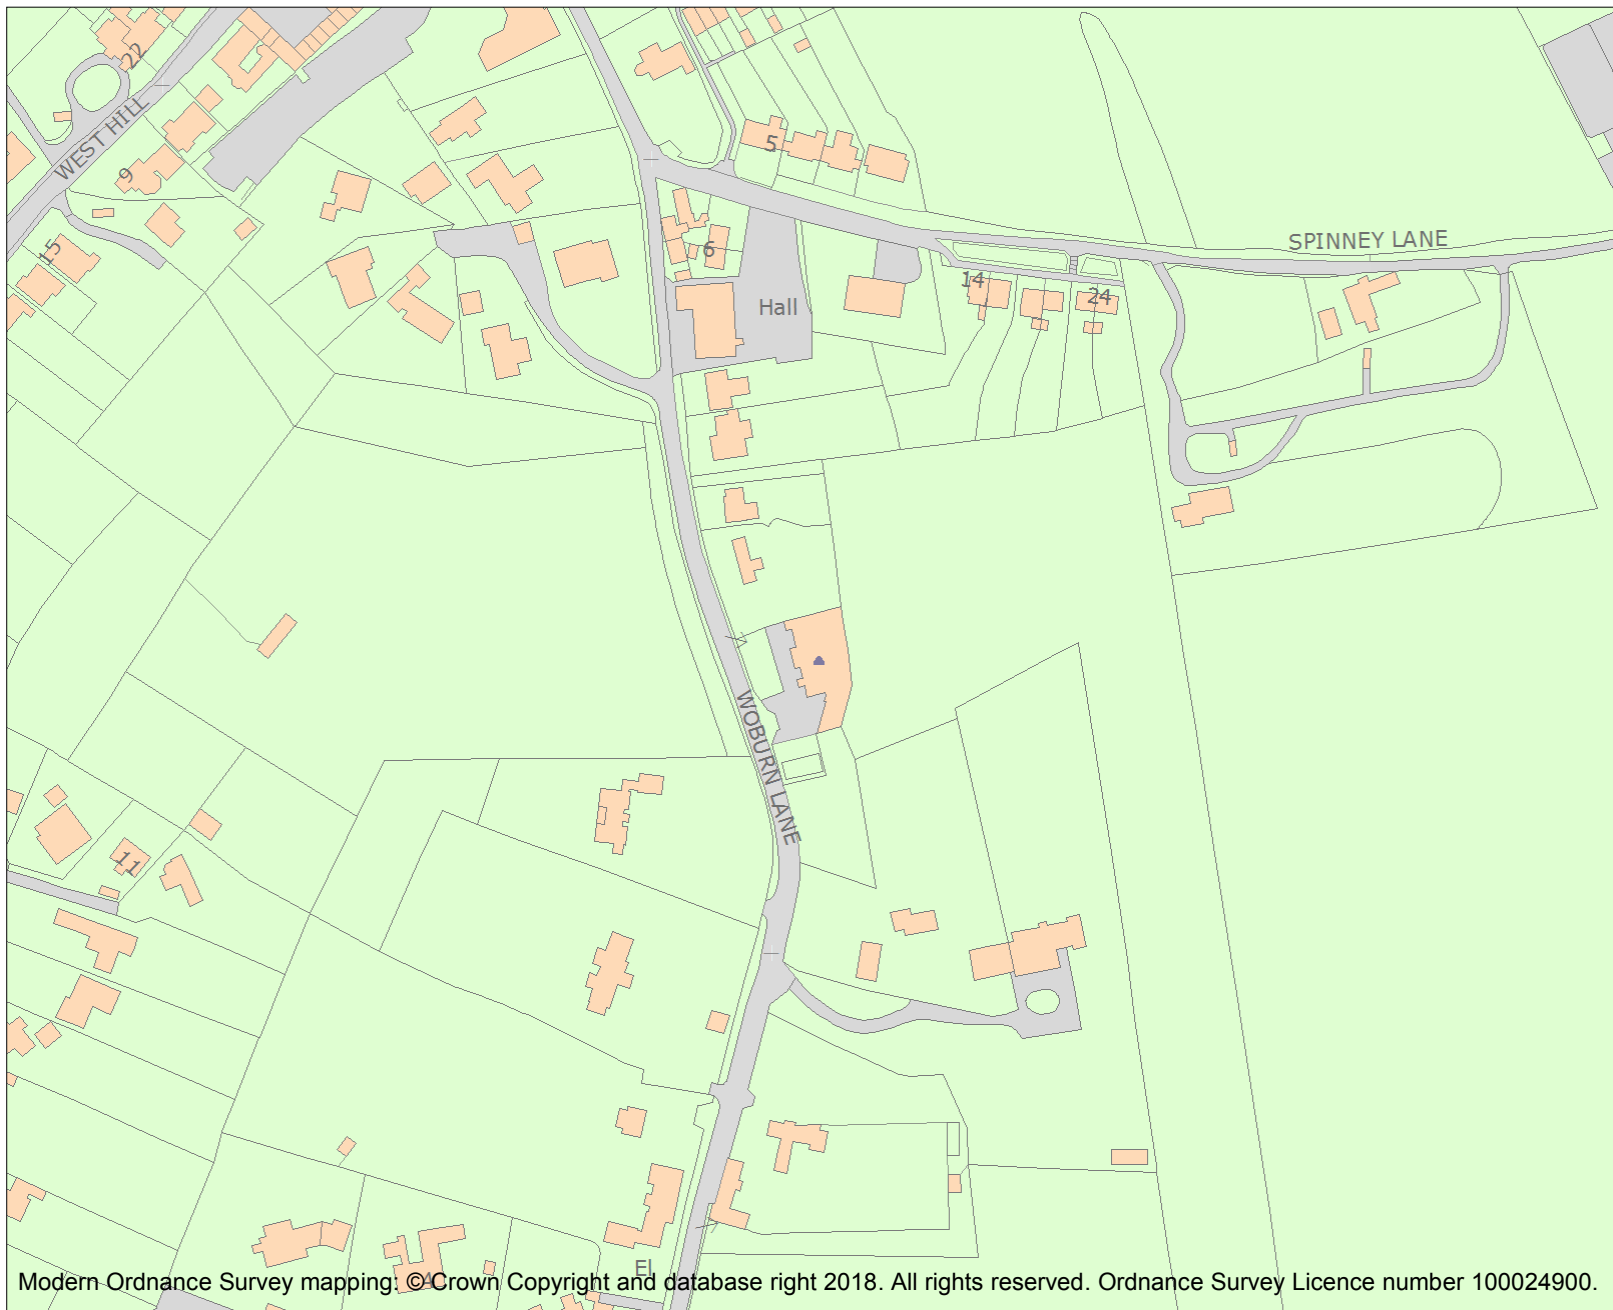 22
WEST HILL
9
15
5
6
Hall
SPINNEY LANE
14
24
WOBURN LANE
11
El
A
Modern Ordnance Survey mapping: © Crown Copyright and database right 2018. All rights reserved. Ordnance Survey Licence number 100024900.